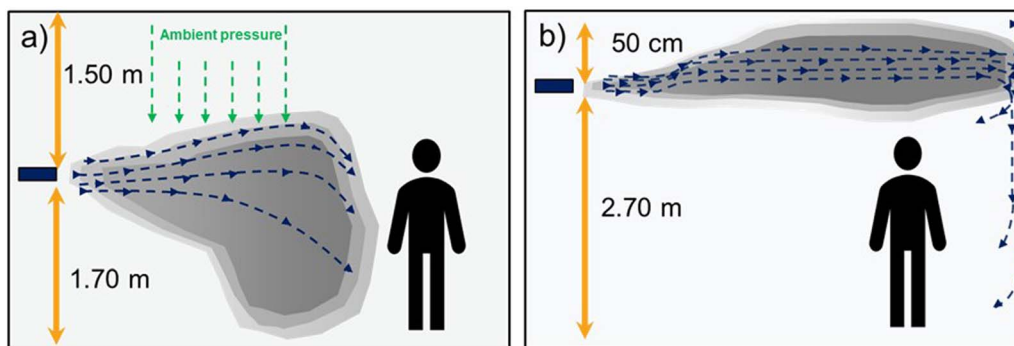 a)
Ambient pressure
1.50 m
1.70 m
b)
50 cm
2.70 m